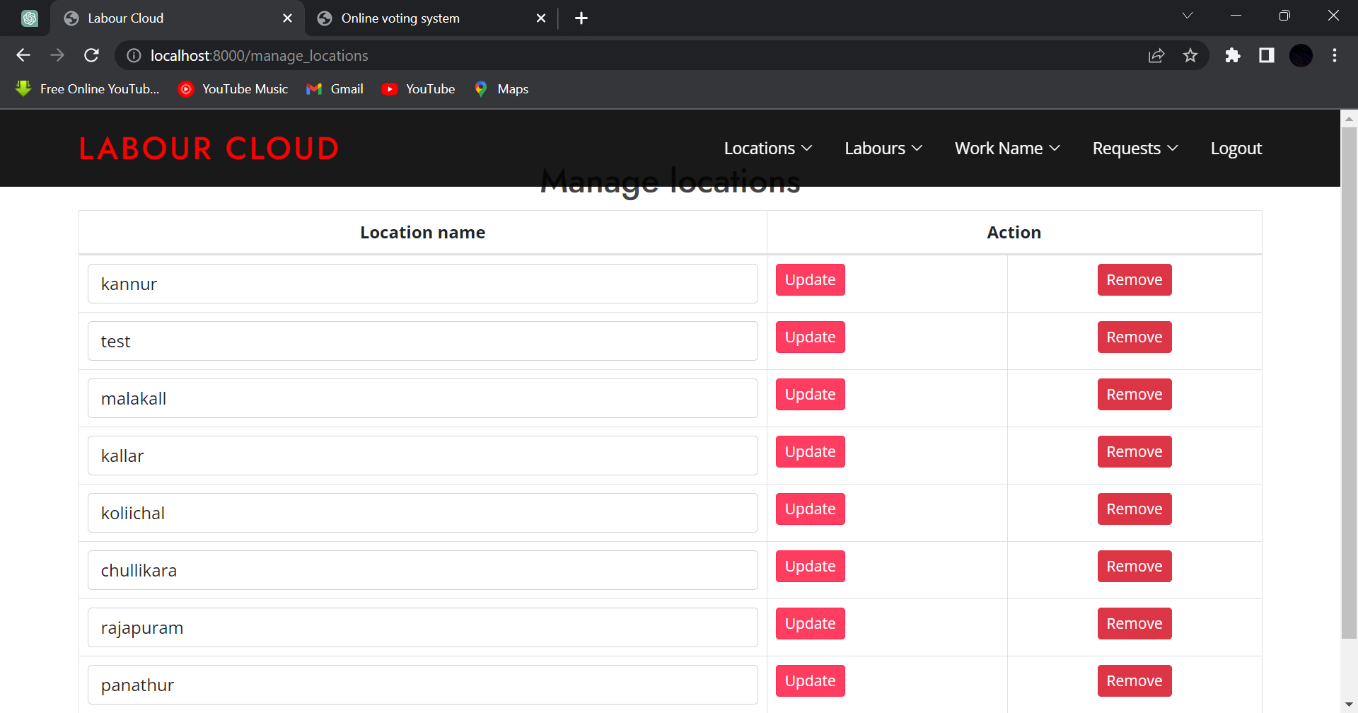 Labour Cloud
Online voting system
localhost:8000/manage_locations
Free Online YouTub... YouTube Music Gmail YouTube Maps
LABOUR CLOUD Locations Labours Work Name Requests Logout
Manage locations
Location name Action
kannur Update Remove
test Update Remove
malakall Update Remove
kallar Update Remove
koliichal Update Remove
chullikara Update Remove
rajapuram Update Remove
panathur Update Remove